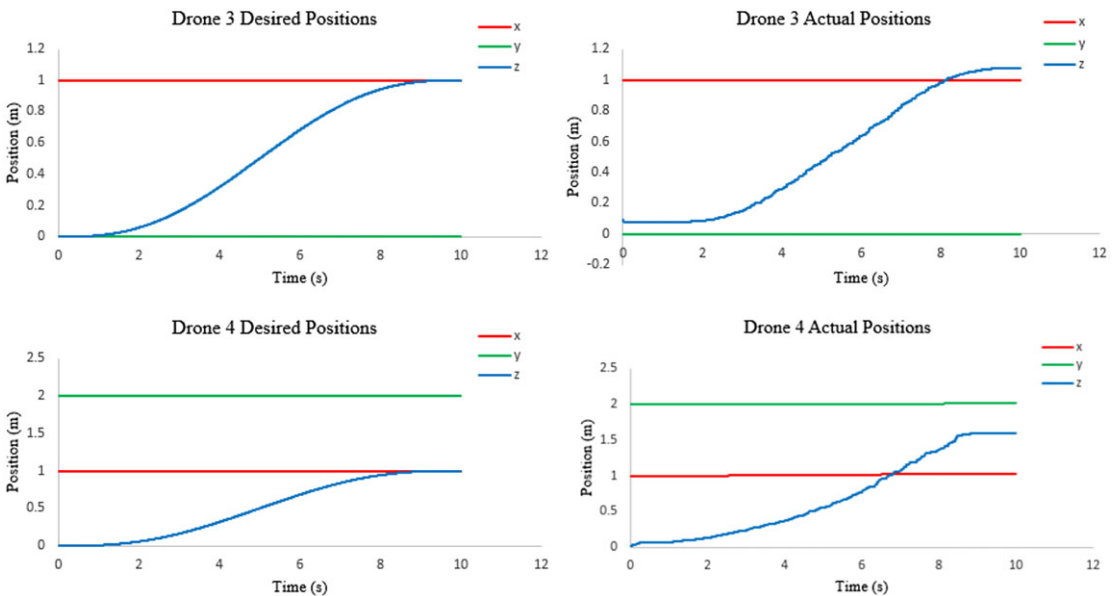 Drone 3 Desired Positions
x
y
z
1.2
1
0.8
0.6
0.4
0.2
0
Position (m)
0 2 4 6 8 10 12
Time (s)
Drone 3 Actual Positions
x
y
z
1.2
1
0.8
0.6
0.4
0.2
0
-0.2
Position (m)
0 2 4 6 8 10 12
Time (s)
Drone 4 Desired Positions
x
y
z
2.5
2
1.5
1
0.5
0
Position (m)
0 2 4 6 8 10 12
Time (s)
Drone 4 Actual Positions
x
y
z
2.5
2
1.5
1
0.5
0
Position (m)
0 2 4 6 8 10 12
Time (s)